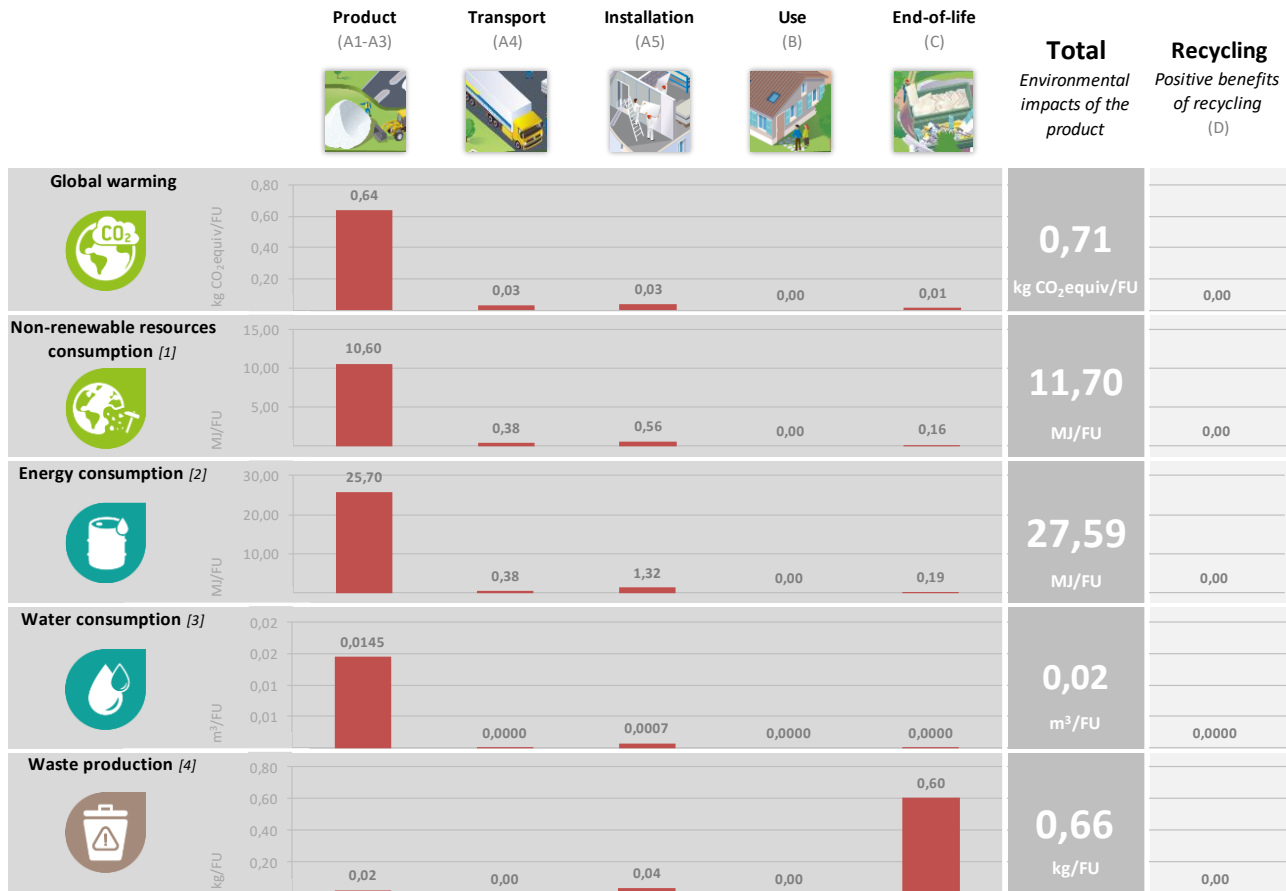 Product
Transport
Installation
Use
End-of-life
(A1-A3)
(A4)
(A5)
(B)
(C)
Total
Environmental
impacts of the
product
Recycling
Positive benefits
of recycling
(D)
Global warming
CO2
kg CO2equiv/FU
0,80
0,60
0,40
0,20
0,64
0,03
0,03
0,00
0,01
0,71
kg CO2equiv/FU
0,00
Non-renewable resources
consumption [1]
MJ/FU
15,00
10,00
5,00
10,60
0,38
0,56
0,00
0,16
11,70
MJ/FU
0,00
Energy consumption [2]
MJ/FU
30,00
20,00
10,00
25,70
0,38
1,32
0,00
0,19
27,59
MJ/FU
0,00
Water consumption [3]
m³/FU
0,02
0,02
0,01
0,01
0,0145
0,0000
0,0007
0,0000
0,0000
0,02
m³/FU
0,0000
Waste production [4]
kg/FU
0,80
0,60
0,40
0,20
0,02
0,00
0,04
0,00
0,60
0,66
kg/FU
0,00